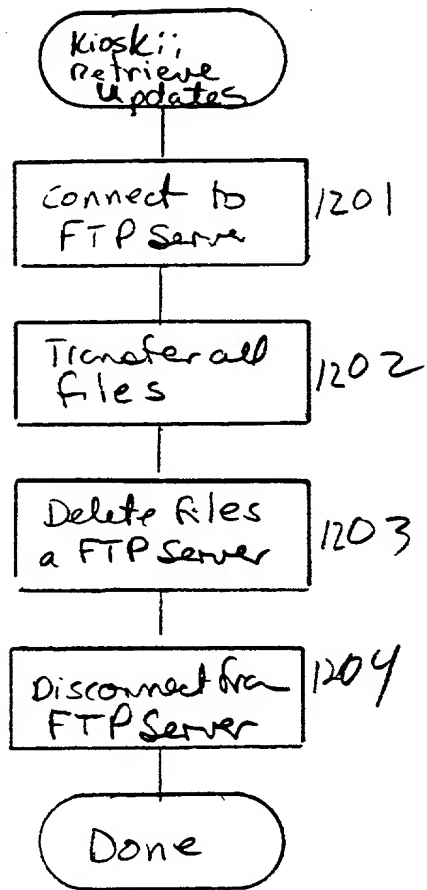 Kiosk::
Retrieve
Updates
Connect to
FTP Server
1201
Transfer all
files
1202
Delete files
a FTP Server
1203
Disconnect from
FTP Server
1204
Done